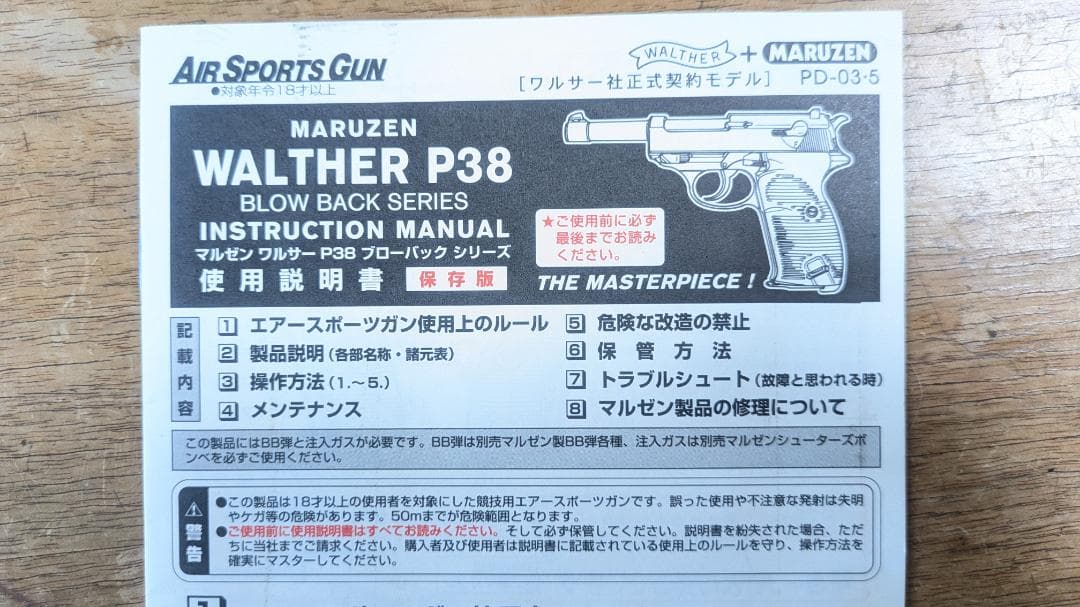 AIR SPORTS GUN
●対象年令18才以上
WALTHER + MARUZEN
[ワルサー社正式契約モデル] PD-03・5
MARUZEN
WALTHER P38
BLOW BACK SERIES
INSTRUCTION MANUAL
マルゼン ワルサー P38 ブローバック シリーズ
使用説明書 保存版
★ご使用前に必ず
最後までお読み
ください。
THE MASTERPIECE !
記載内容
1 エアースポーツガン使用上のルール
2 製品説明(各部名称・諸元表)
3 操作方法(1.〜5.)
4 メンテナンス
5 危険な改造の禁止
6 保管方法
7 トラブルシュート(故障と思われる時)
8 マルゼン製品の修理について
この製品にはBB弾と注入ガスが必要です。BB弾は別売マルゼン製BB弾各種、注入ガスは別売マルゼンシューターズボ
ンベを必ずご使用ください。
警告
●この製品は18才以上の使用者を対象にした競技用エアースポーツガンです。誤った使用や不注意な発射は失明
やケガ等の危険があります。50mまでが危険範囲となります。
●ご使用前に使用説明書はすべてお読みください。そして必ず保管してください。説明書を紛失された場合、ただ
ちに当社までご請求ください。購入者及び使用者は説明書に記載されている使用上のルールを守り、操作方法を
確実にマスターしてください。
1